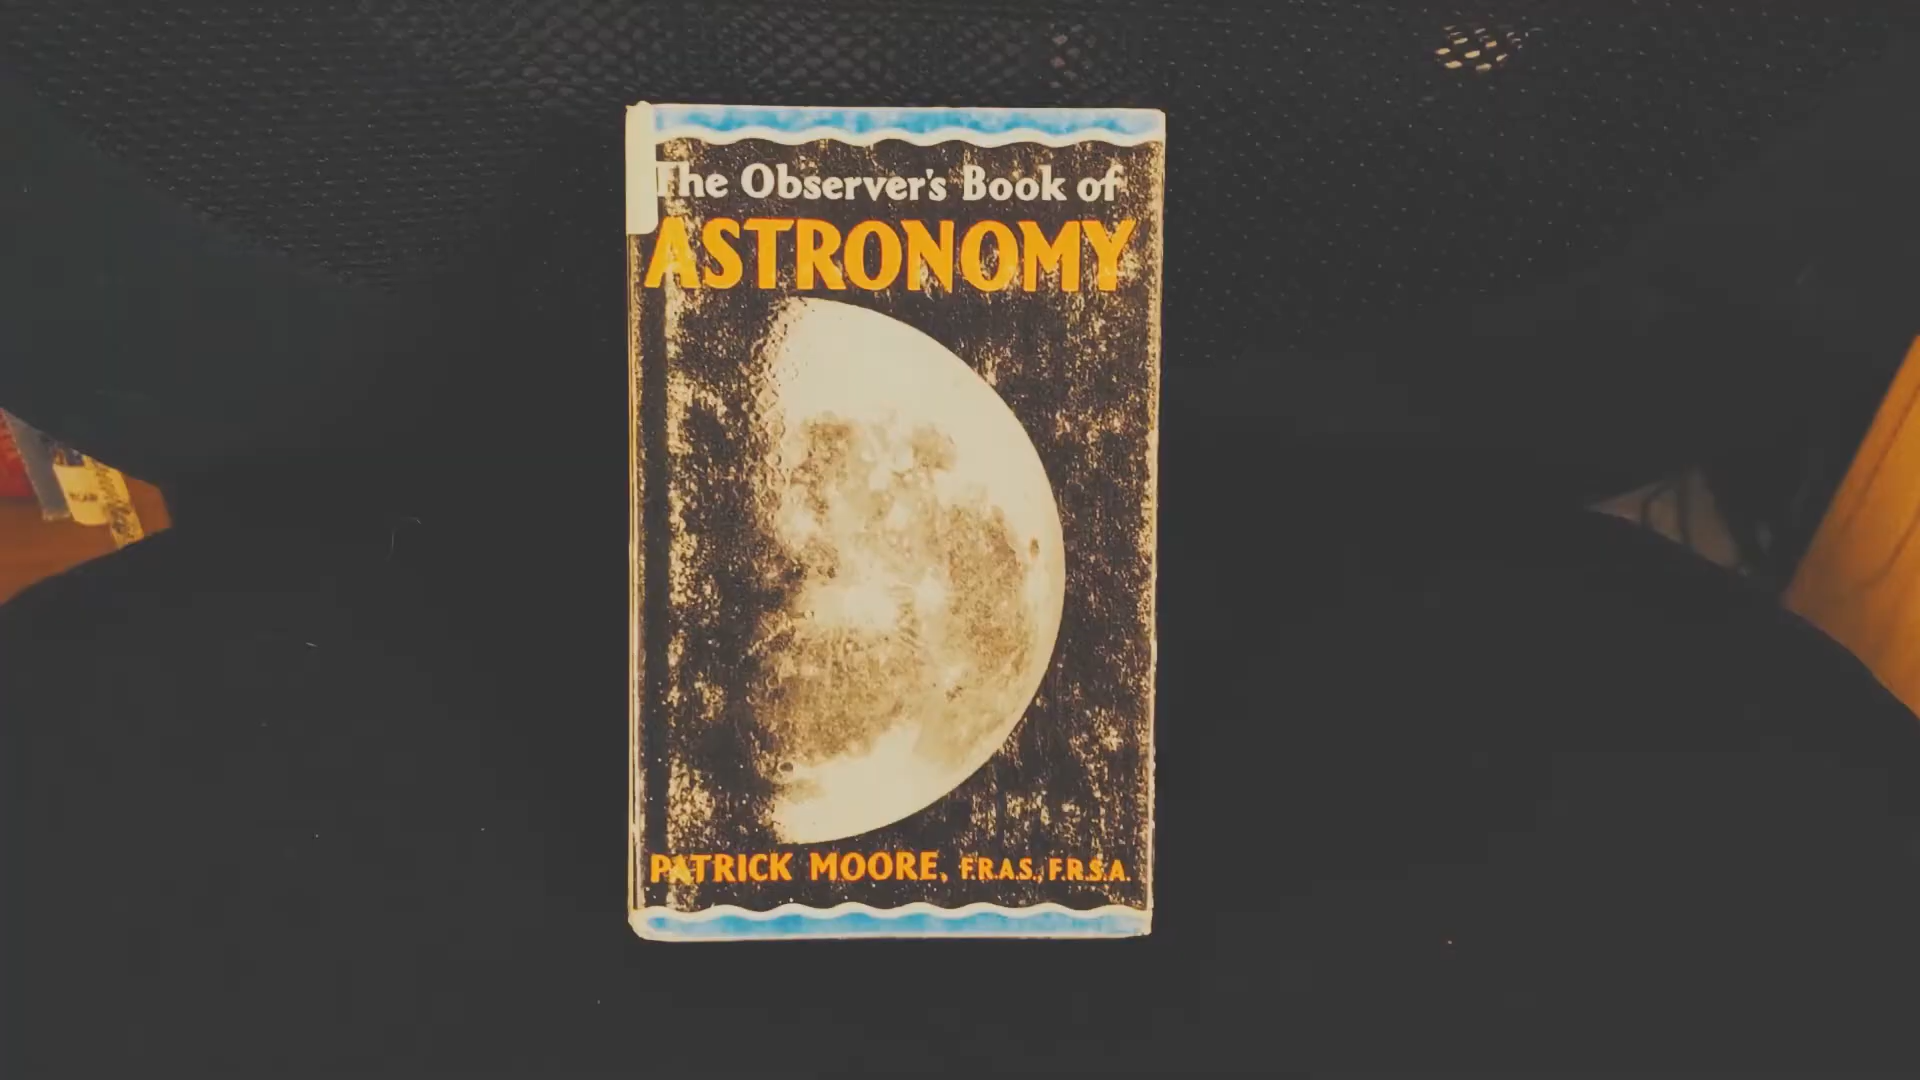 The Observer's Book of
ASTRONOMY
PATRICK MOORE, F.R.A.S., F.R.S.A.